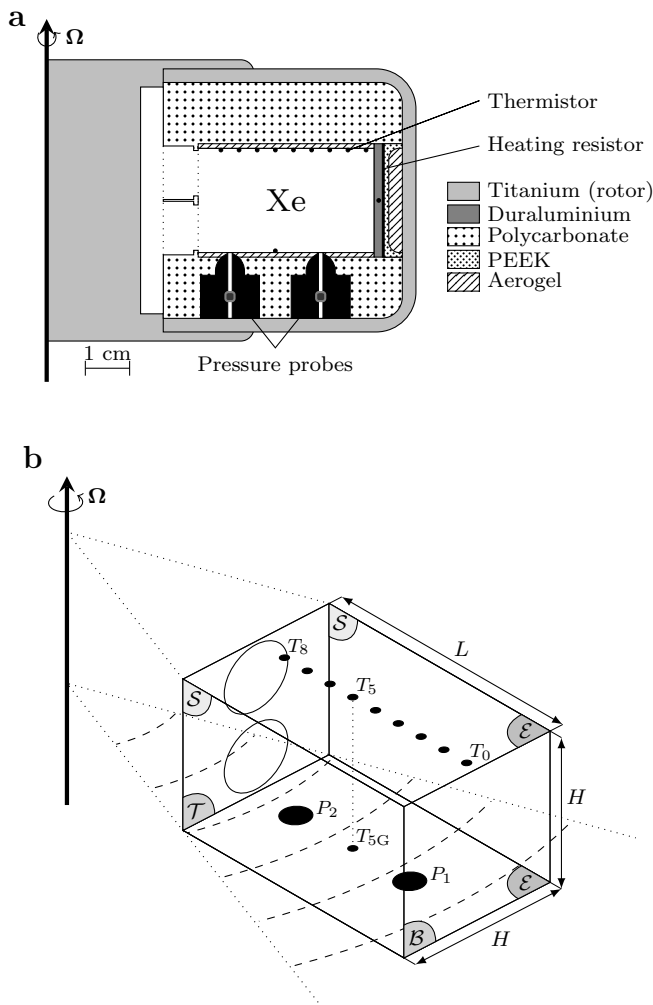 a
Ω
Thermistor
Heating resistor
Xe
Titanium (rotor)
Duraluminium
Polycarbonate
PEEK
Aerogel
Pressure probes
1 cm
b
Ω
S
L
T₈
S
T₅
E
T₀
H
T
P₂
T₅G
P₁
E
B
H